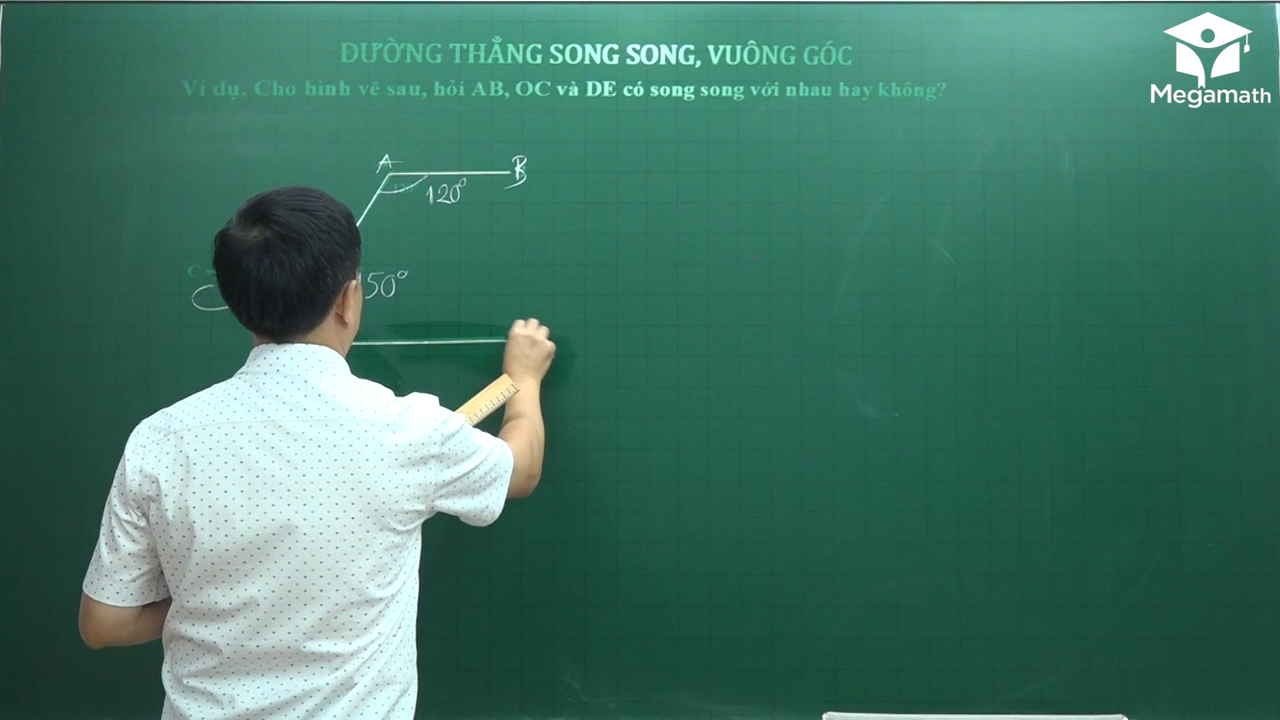 ĐƯỜNG THẲNG SONG SONG, VUÔNG GÓC
Ví dụ. Cho hình vẽ sau, hỏi AB, OC và DE có song song với nhau hay không?
Megamath
A
B
120°
C
50°